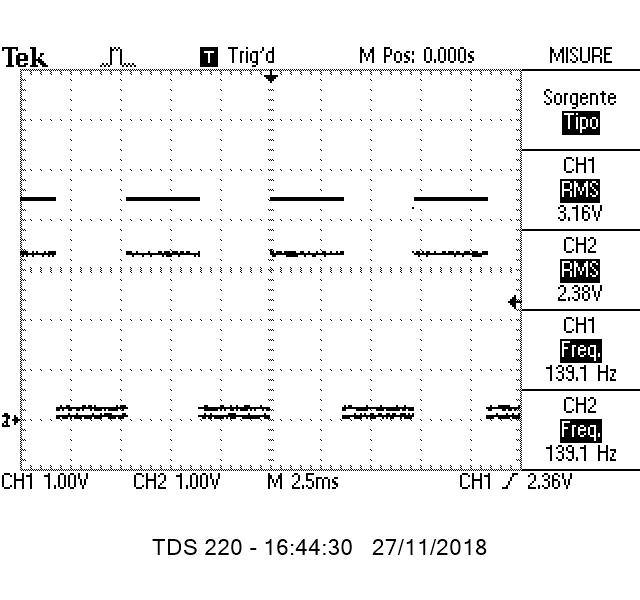 Tek T Trig'd M Pos: 0.000s MISURE
Sorgente
Tipo
CH1
RMS
3.16V
CH2
RMS
2.38V
CH1
Freq.
139.1 Hz
CH2
Freq.
139.1 Hz
2
CH1 1.00V CH2 1.00V M 2.5ms CH1 2.36V
TDS 220 - 16:44:30 27/11/2018